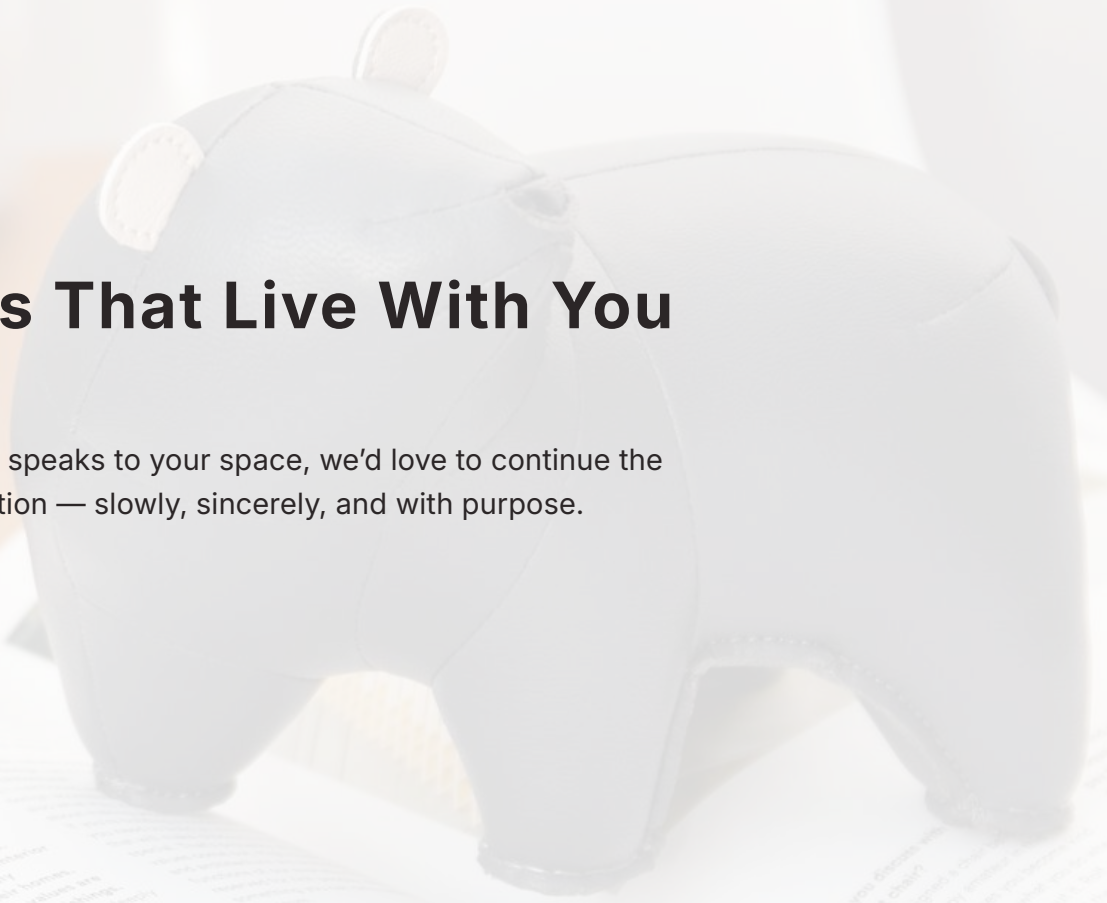 s That Live With You
speaks to your space, we’d love to continue the
tion — slowly, sincerely, and with purpose.